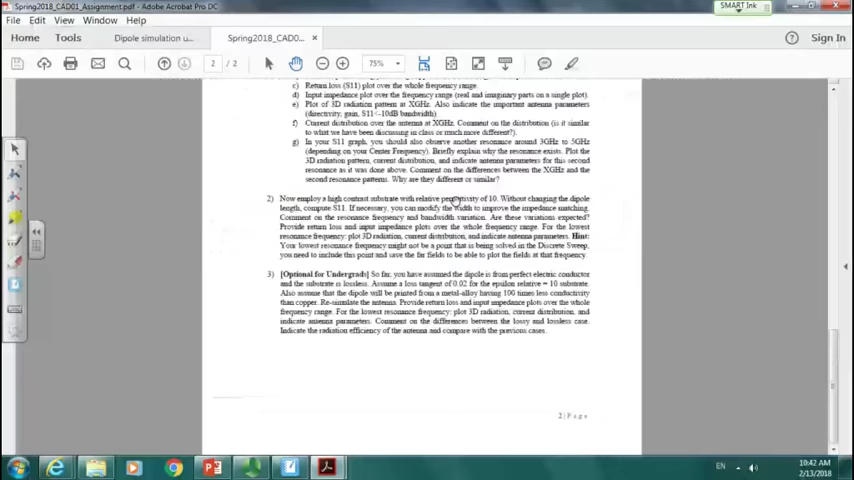 Spring2018_CAD01_Assignment.pdf - Adobe Acrobat Pro DC
SMART Ink
File Edit View Window Help
Home Tools Dipole simulation u... Spring2018_CAD0... × Sign In
2 / 2 75%
c) Return loss (S11) plot over the whole frequency range.
d) Input impedance plot over the frequency range (real and imaginary parts on a single plot).
e) Plot of 3D radiation pattern at XGHz. Also indicate the important antenna parameters
(directivity, gain, S11<-10dB bandwidth).
f) Current distribution over the antenna at XGHz. Comment on the distribution (is it similar
to what we have been discussing in class or much more different?).
g) In your S11 graph, you should also observe another resonance around 3GHz to 5GHz
(depending on your Center Frequency). Briefly explain why the resonance exists. Plot the
3D radiation pattern, current distribution, and indicate antenna parameters for this second
resonance as it was done above. Comment on the differences between the XGHz and the
second resonance patterns. Why are they different or similar?
2) Now employ a high contrast substrate with relative permittivity of 10. Without changing the dipole
length, compute S11. If necessary, you can modify the width to improve the impedance matching.
Comment on the resonance frequency and bandwidth variation. Are these variations expected?
Provide return loss and input impedance plots over the whole frequency range. For the lowest
resonance frequency: plot 3D radiation, current distribution, and indicate antenna parameters. Hint:
Your lowest resonance frequency might not be a point that is being solved in the Discrete Sweep,
you need to include this point and save the far fields to be able to plot the fields at that frequency.
3) [Optional for Undergrads] So far, you have assumed the dipole is from perfect electric conductor
and the substrate is lossless. Assume a loss tangent of 0.02 for the epsilon relative = 10 substrate.
Also assume that the dipole will be printed from a metal-alloy having 100 times less conductivity
than copper. Re-simulate the antenna. Provide return loss and input impedance plots over the whole
frequency range. For the lowest resonance frequency: plot 3D radiation, current distribution, and
indicate antenna parameters. Comment on the differences between the lossy and lossless case.
Indicate the radiation efficiency of the antenna and compare with the previous cases.
2 | P a g e
EN
10:42 AM
2/13/2018